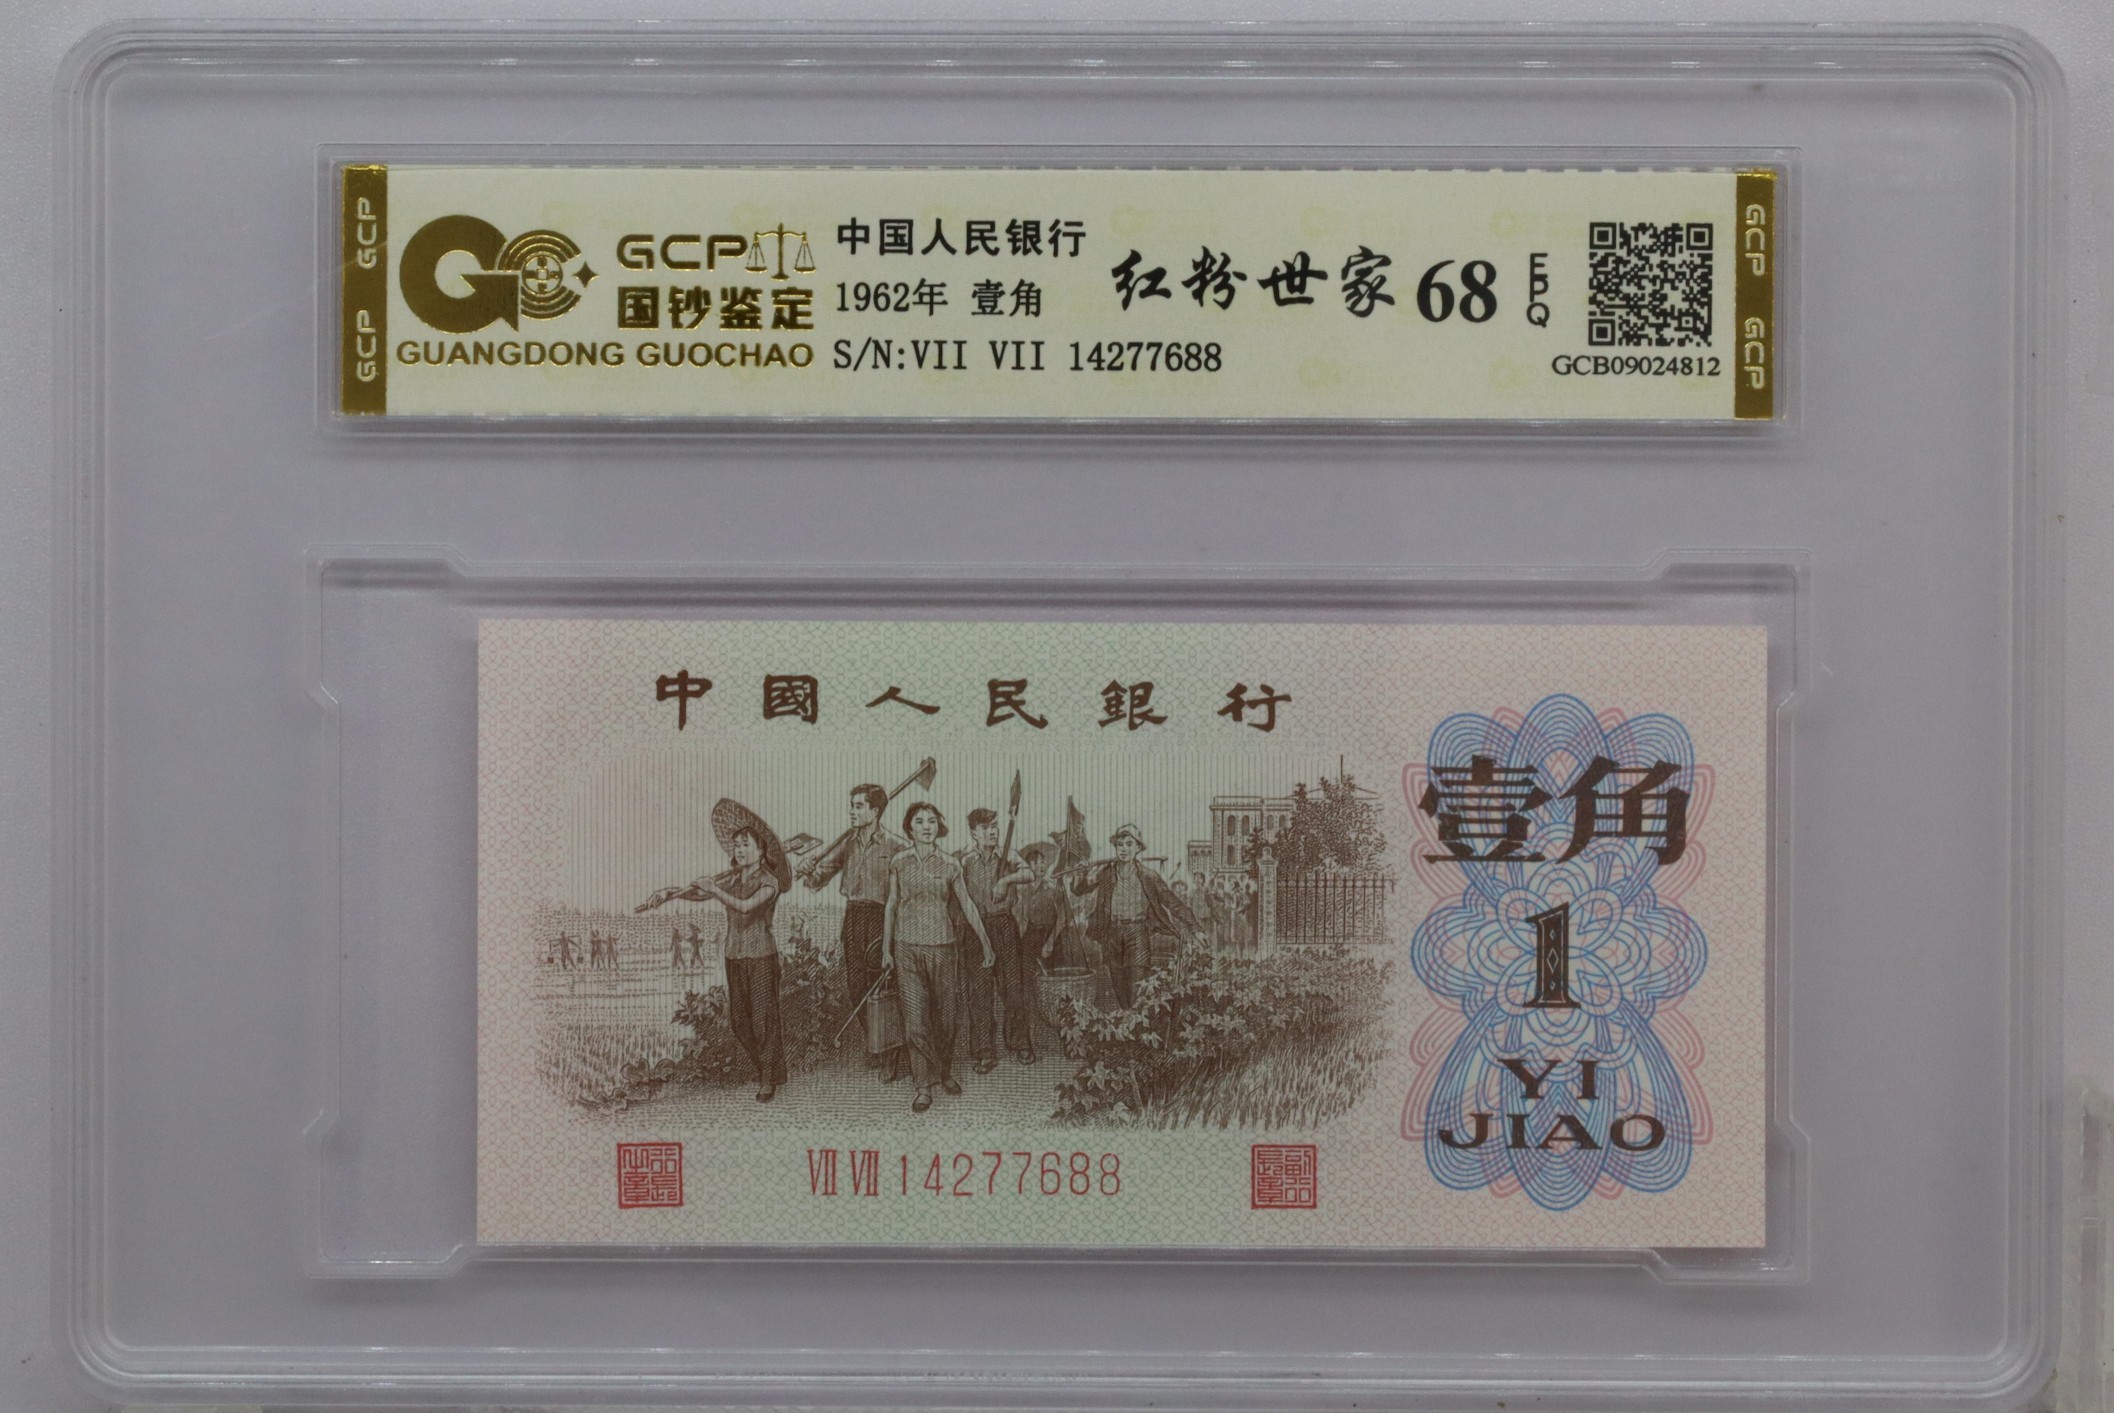 GCP GCP
GCP
国钞鉴定
GUANGDONG GUOCHAO
中国人民银行
1962年 壹角
S/N:VII VII 14277688
红粉世家 68 EPQ
GCB09024812
GCP GCP
中國人民銀行
壹角
1
YI
JIAO
VII VII 14277688